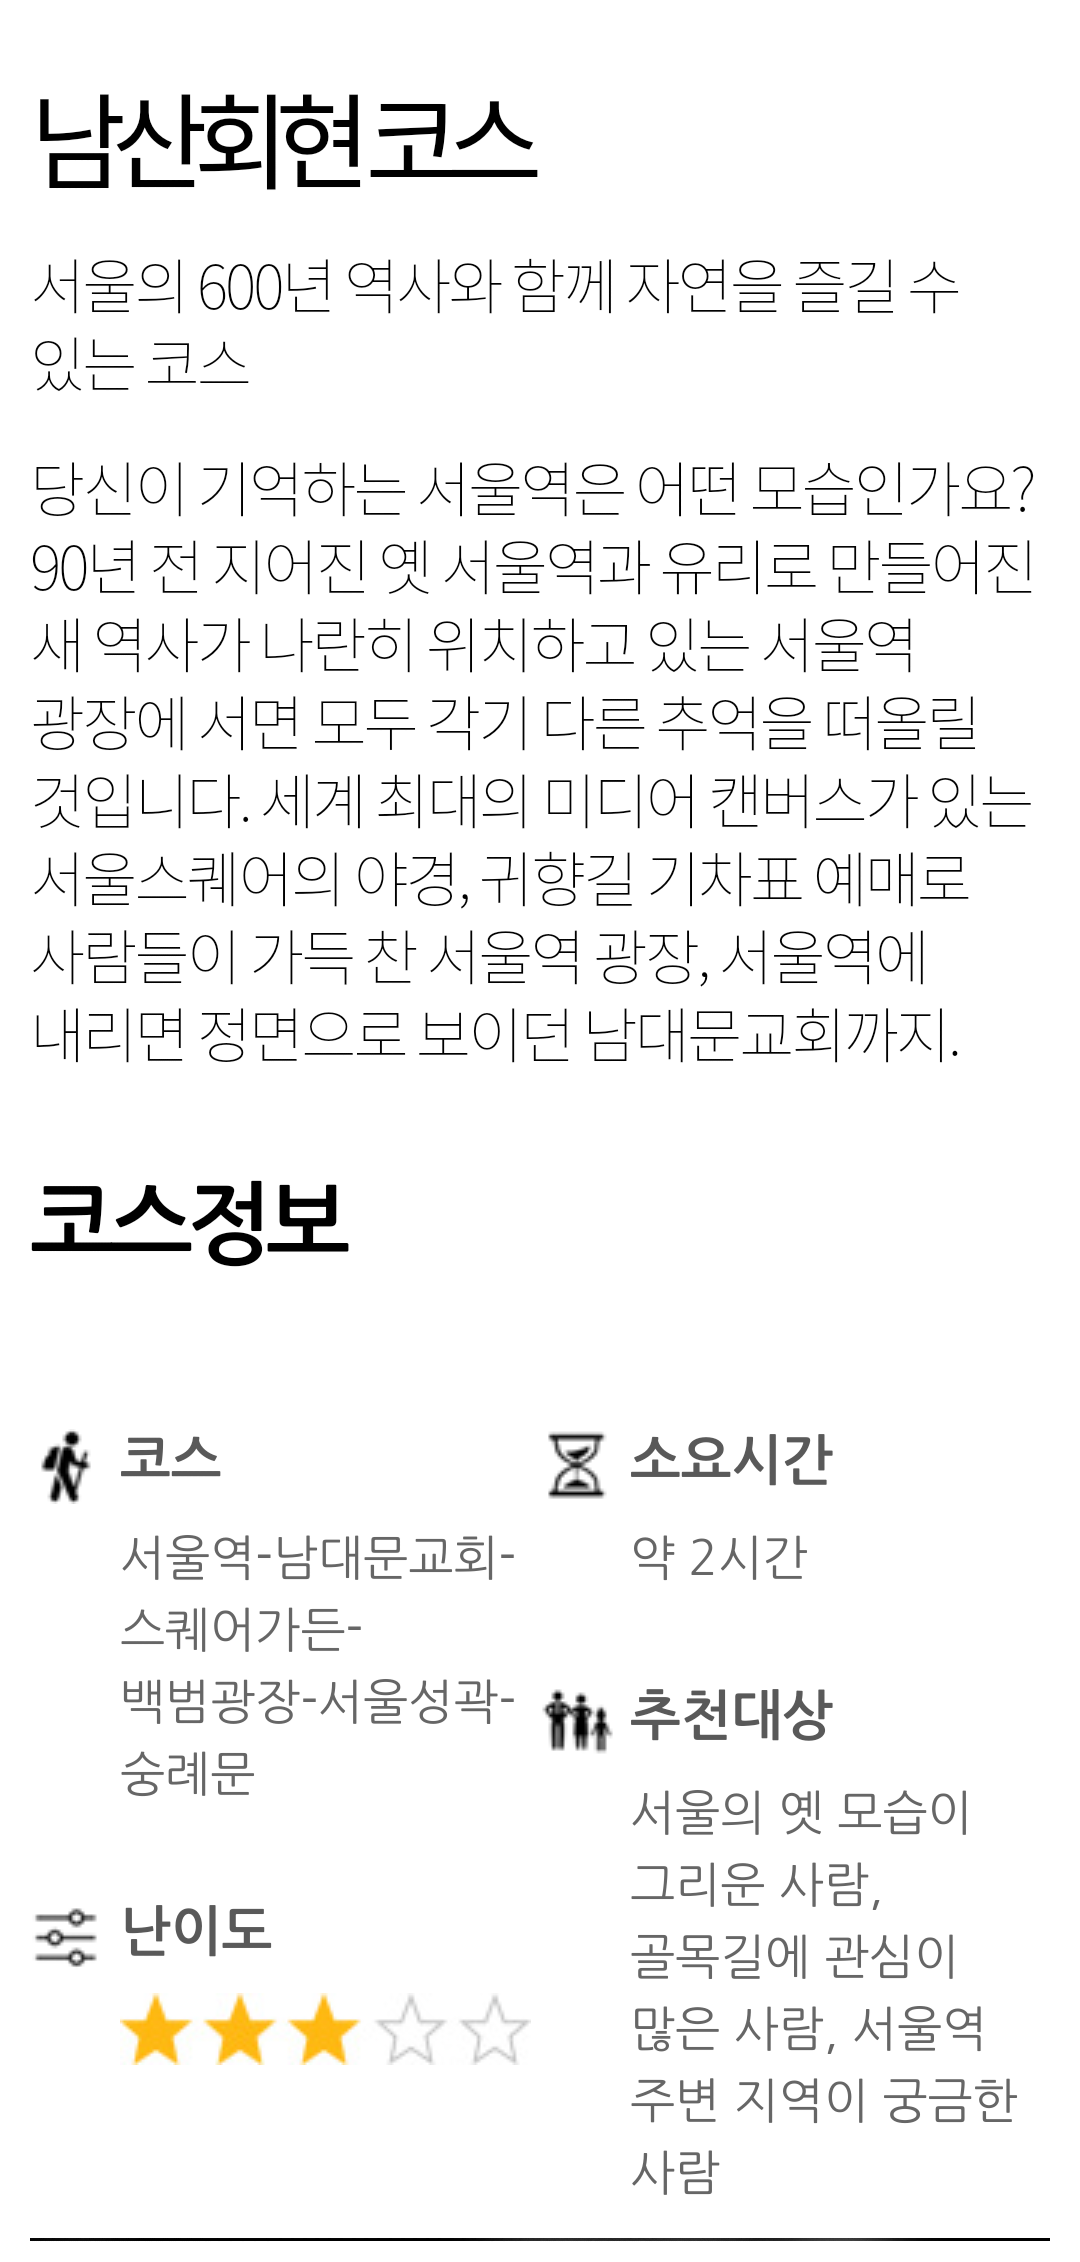 남산회현 코스
서울의 600년 역사와 함께 자연을 즐길 수
있는 코스
당신이 기억하는 서울역은 어떤 모습인가요?
90년 전 지어진 옛 서울역과 유리로 만들어진
새 역사가 나란히 위치하고 있는 서울역
광장에 서면 모두 각기 다른 추억을 떠올릴
것입니다. 세계 최대의 미디어 캔버스가 있는
서울스퀘어의 야경, 귀향길 기차표 예매로
사람들이 가득 찬 서울역 광장, 서울역에
내리면 정면으로 보이던 남대문교회까지.
코스정보
코스
서울역-남대문교회-
스퀘어가든-
백범광장-서울성곽-
숭례문
난이도
소요시간
약 2시간
추천대상
서울의 옛 모습이
그리운 사람,
골목길에 관심이
많은 사람, 서울역
주변 지역이 궁금한
사람